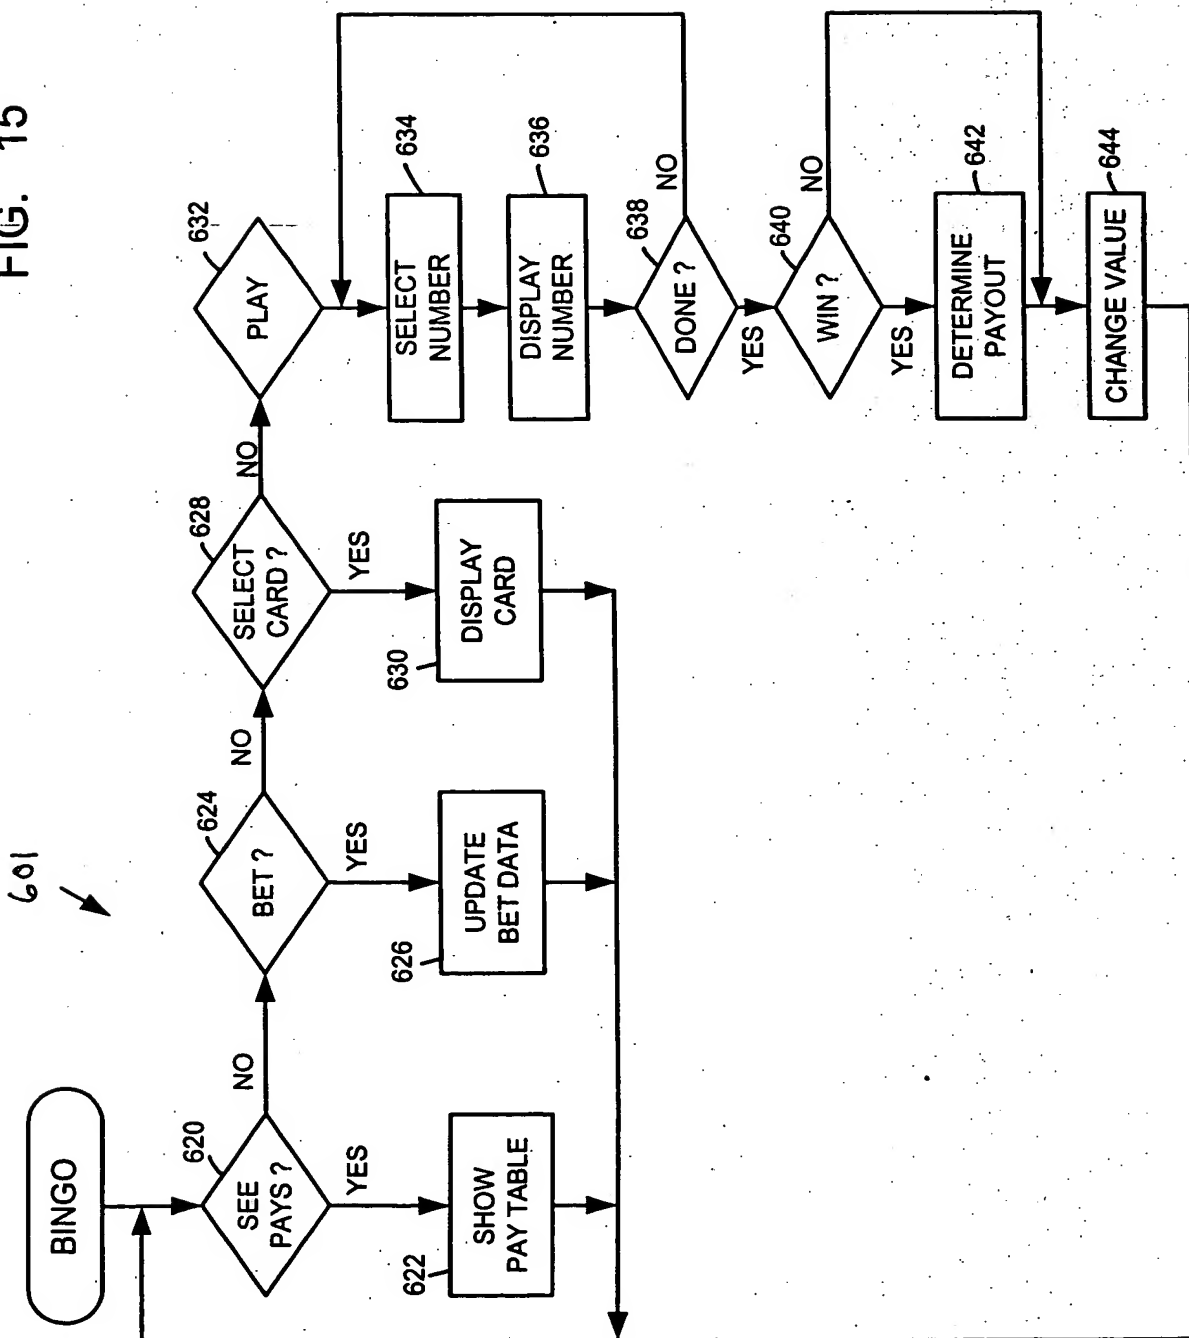 FIG. 15
601
BINGO
620
SEE
PAYS ?
NO
YES
622
SHOW
PAY TABLE
624
BET ?
NO
YES
626
UPDATE
BET DATA
628
SELECT
CARD ?
NO
YES
630
DISPLAY
CARD
632
PLAY
634
SELECT
NUMBER
636
DISPLAY
NUMBER
638
DONE ?
NO
YES
640
WIN ?
NO
YES
642
DETERMINE
PAYOUT
644
CHANGE VALUE